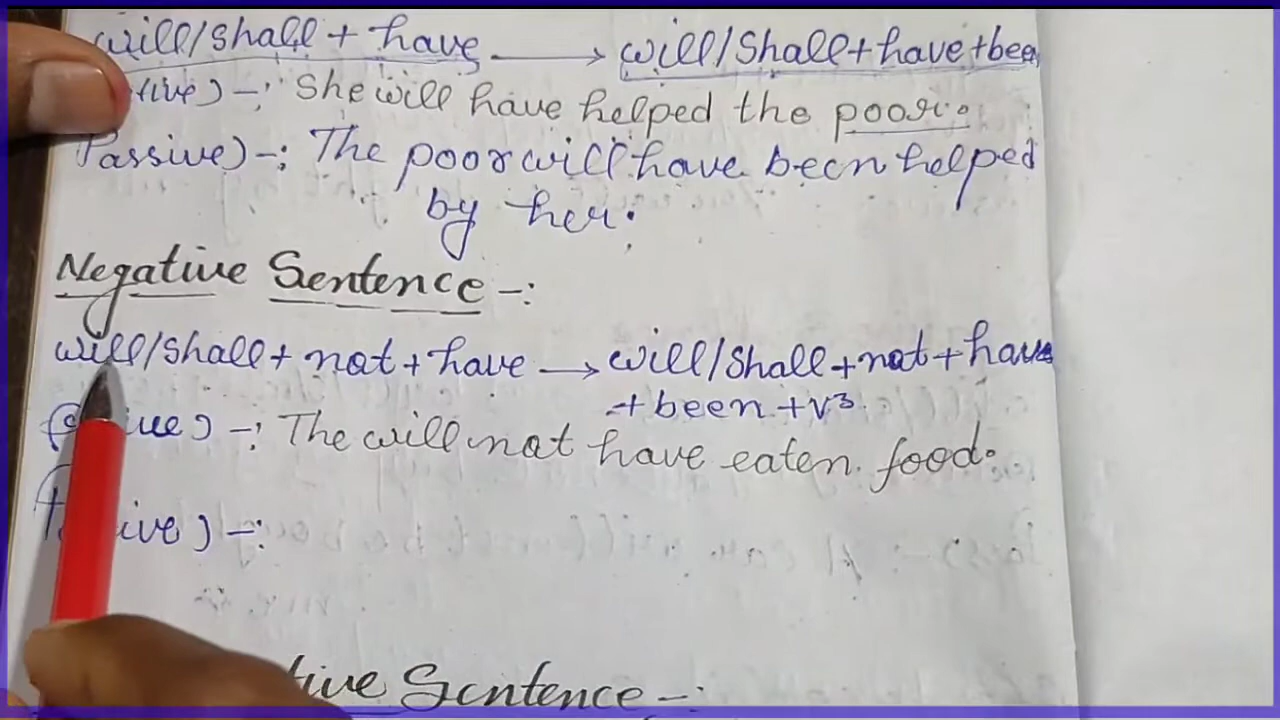 will/shall + have → will/shall + have + been
tive) -: She will have helped the poor.
Passive) -: The poor will have been helped
by her.
Negative Sentence -:
will/shall + not + have → will/shall + not + have
+ been + v3
ive) -: The will not have eaten food.
ive) -:
tive Sentence -: